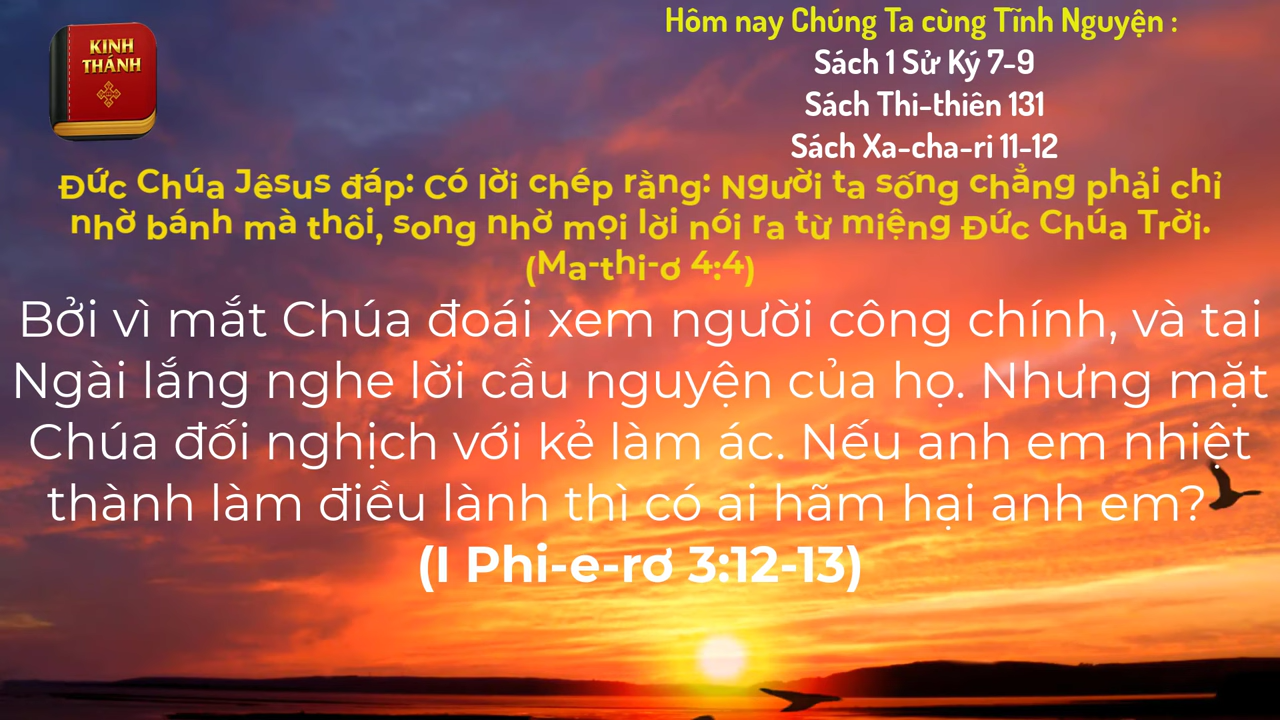 KINH
THÁNH
Hôm nay Chúng Ta cùng Tĩnh Nguyện :
Sách 1 Sử Ký 7-9
Sách Thi-thiên 131
Sách Xa-cha-ri 11-12
Đức Chúa Jêsus đáp: Có lời chép rằng: Người ta sống chẳng phải chỉ
nhờ bánh mà thôi, song nhờ mọi lời nói ra từ miệng Đức Chúa Trời.
(Ma-thi-ơ 4:4)
Bởi vì mắt Chúa đoái xem người công chính, và tai
Ngài lắng nghe lời cầu nguyện của họ. Nhưng mặt
Chúa đối nghịch với kẻ làm ác. Nếu anh em nhiệt
thành làm điều lành thì có ai hãm hại anh em?
(I Phi-e-rơ 3:12-13)